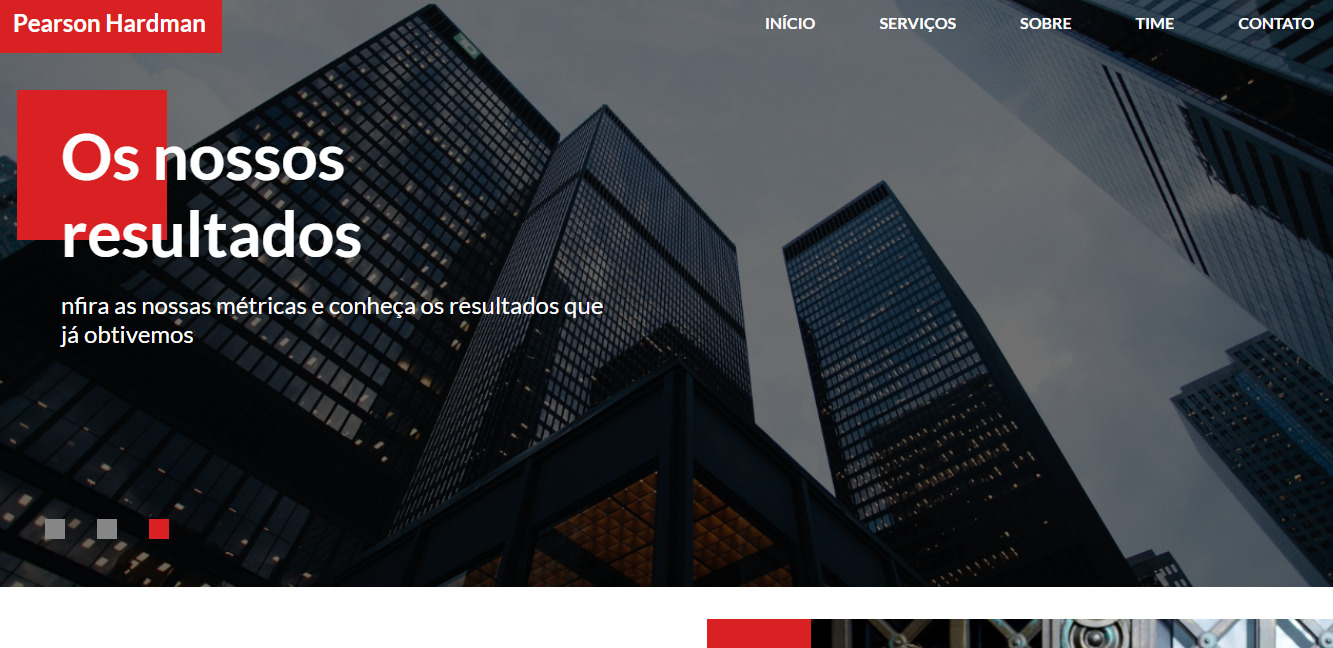 Pearson Hardman
INÍCIO SERVIÇOS SOBRE TIME CONTATO
Os nossos
resultados
nfira as nossas métricas e conheça os resultados que
já obtivemos